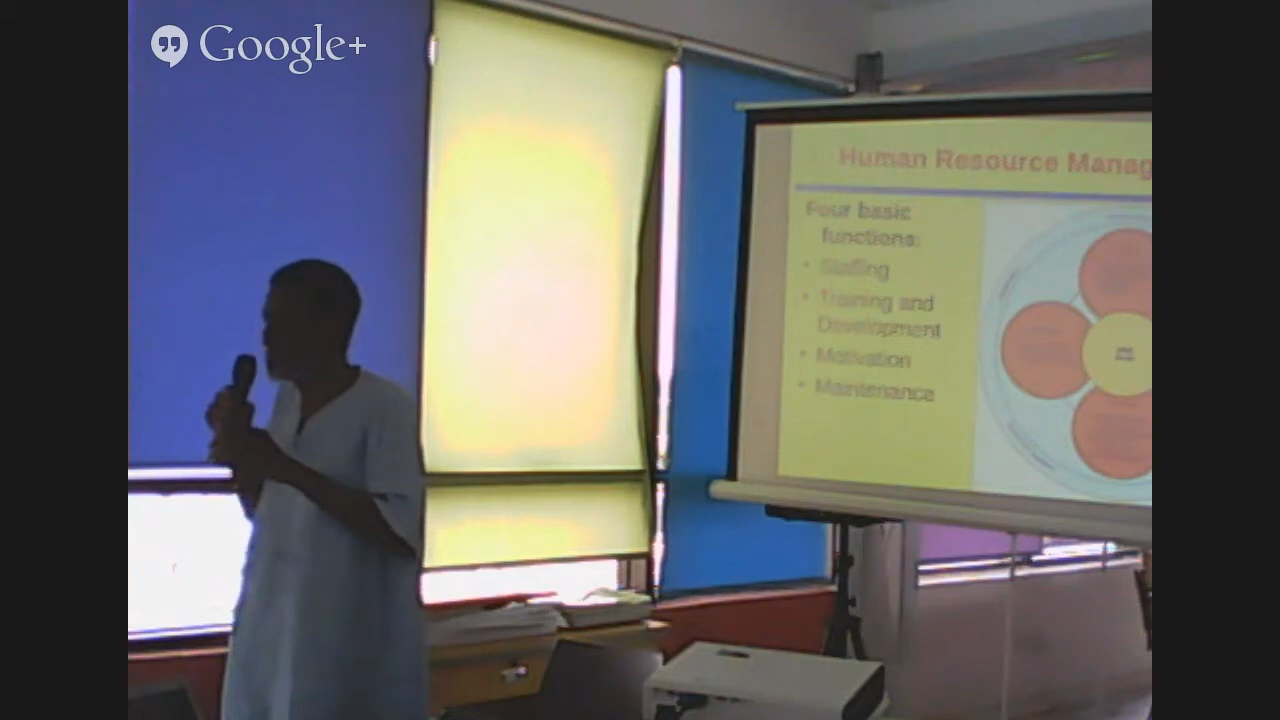 Google+
Human Resource Manag
Four basic
functions:
• Staffing
• Training and
Development
• Motivation
• Maintenance